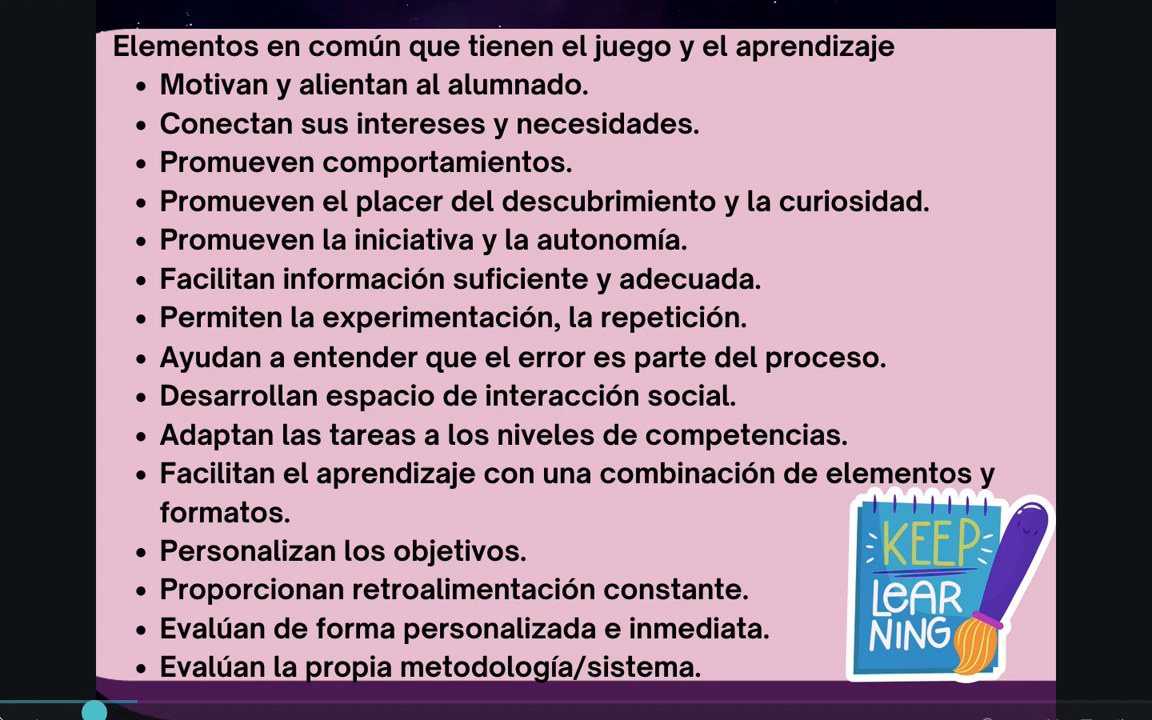 Elementos en común que tienen el juego y el aprendizaje
• Motivan y alientan al alumnado.
• Conectan sus intereses y necesidades.
• Promueven comportamientos.
• Promueven el placer del descubrimiento y la curiosidad.
• Promueven la iniciativa y la autonomía.
• Facilitan información suficiente y adecuada.
• Permiten la experimentación, la repetición.
• Ayudan a entender que el error es parte del proceso.
• Desarrollan espacio de interacción social.
• Adaptan las tareas a los niveles de competencias.
• Facilitan el aprendizaje con una combinación de elementos y
formatos.
• Personalizan los objetivos.
• Proporcionan retroalimentación constante.
• Evalúan de forma personalizada e inmediata.
• Evalúan la propia metodología/sistema.
KEEP
LEAR
NING